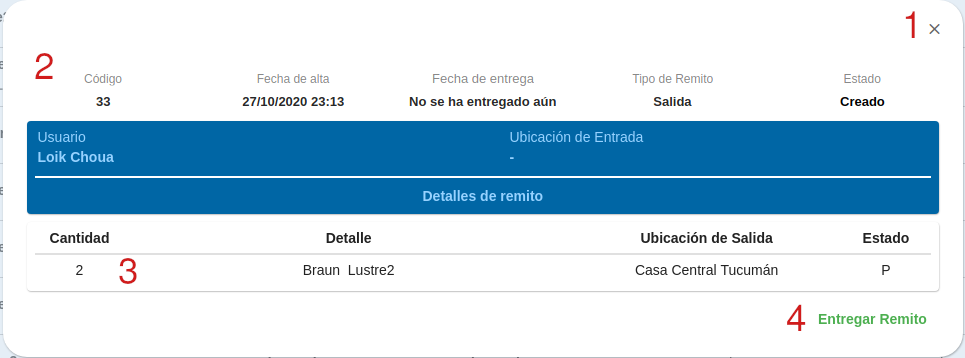 1 ×
2
Código Fecha de alta Fecha de entrega Tipo de Remito Estado
33 27/10/2020 23:13 No se ha entregado aún Salida Creado
Usuario Ubicación de Entrada
Loik Choua -
Detalles de remito
Cantidad Detalle Ubicación de Salida Estado
2 3 Braun Lustre2 Casa Central Tucumán P
4 Entregar Remito